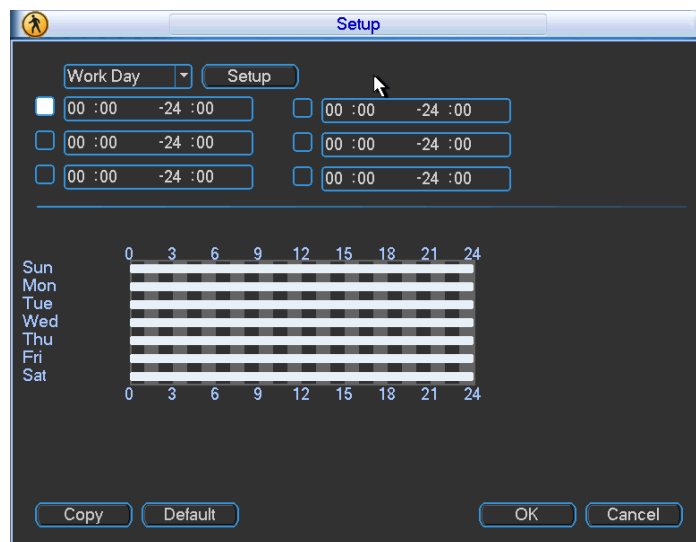 Setup
Work Day Setup
00 :00 -24 :00 00 :00 -24 :00
00 :00 -24 :00 00 :00 -24 :00
00 :00 -24 :00 00 :00 -24 :00
0 3 6 9 12 15 18 21 24
Sun
Mon
Tue
Wed
Thu
Fri
Sat
0 3 6 9 12 15 18 21 24
Copy Default OK Cancel